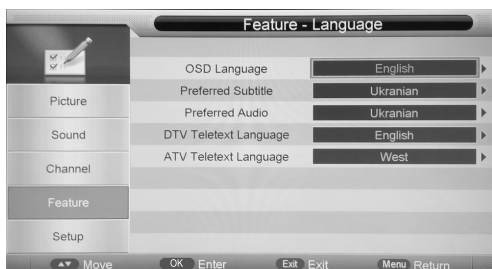 Feature - Language
OSD Language English
Preferred Subtitle Ukranian
Preferred Audio Ukranian
DTV Teletext Language English
ATV Teletext Language West
Picture
Sound
Channel
Feature
Setup
Move OK Enter Exit Exit Menu Return